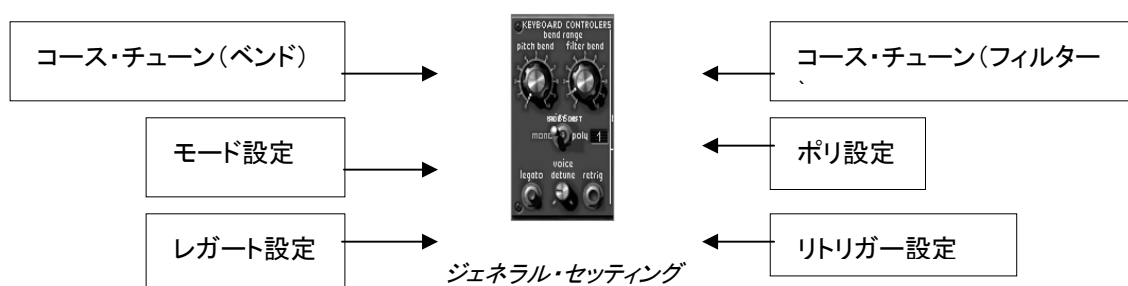 コース・チューン（ベンド）
KEYBOARD CONTROLERS
bend range
pitch bend filter bend
コース・チューン（フィルター
モード設定
mono poly 1
ポリ設定
voice
legato detune retrig
レガート設定
リトリガー設定
ジェネラル・セッティング